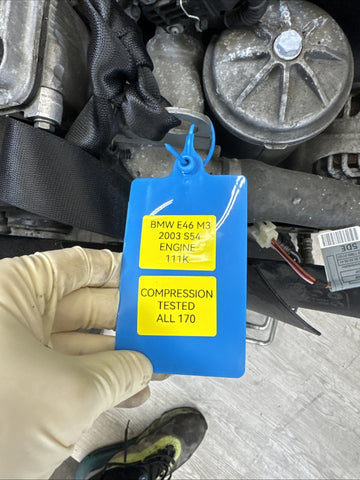 BMW E46 M3
2003 S54
ENGINE
111K
COMPRESSION
TESTED
ALL 170